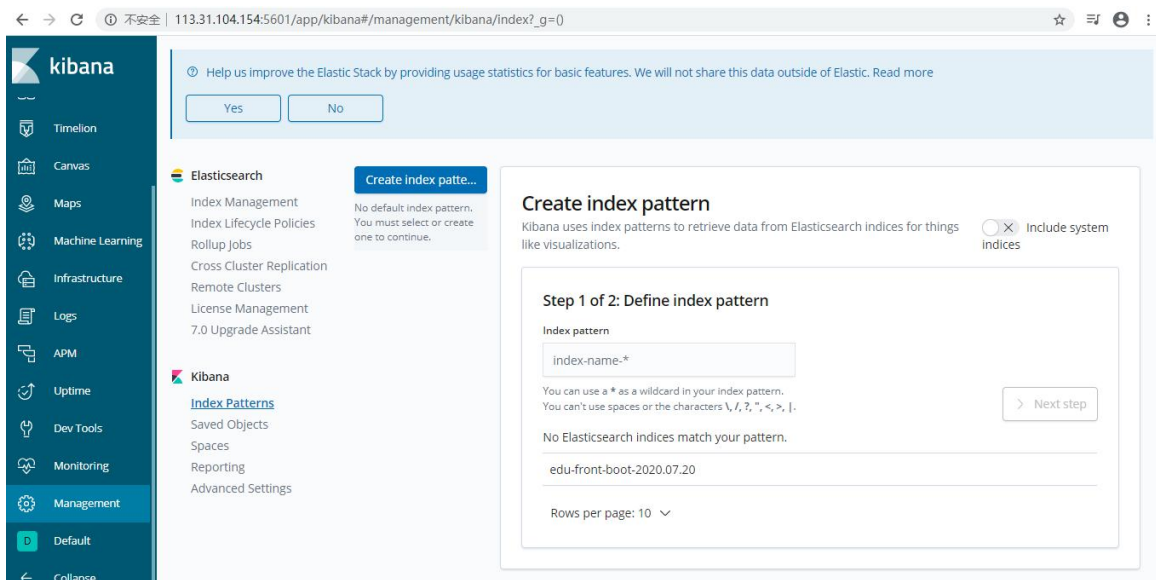 不安全 | 113.31.104.154:5601/app/kibana#/management/kibana/index?_g=()
kibana
Timelion
Canvas
Maps
Machine Learning
Infrastructure
Logs
APM
Uptime
Dev Tools
Monitoring
Management
D Default
Collapse
Help us improve the Elastic Stack by providing usage statistics for basic features. We will not share this data outside of Elastic. Read more
Yes
No
Elasticsearch
Index Management
Index Lifecycle Policies
Rollup Jobs
Cross Cluster Replication
Remote Clusters
License Management
7.0 Upgrade Assistant
Kibana
Index Patterns
Saved Objects
Spaces
Reporting
Advanced Settings
Create index patte...
No default index pattern.
You must select or create
one to continue.
Create index pattern
Kibana uses index patterns to retrieve data from Elasticsearch indices for things
like visualizations.
Include system
indices
Step 1 of 2: Define index pattern
Index pattern
index-name-*
You can use a * as a wildcard in your index pattern.
You can't use spaces or the characters \, /, ?, ", <, >, |.
Next step
No Elasticsearch indices match your pattern.
edu-front-boot-2020.07.20
Rows per page: 10